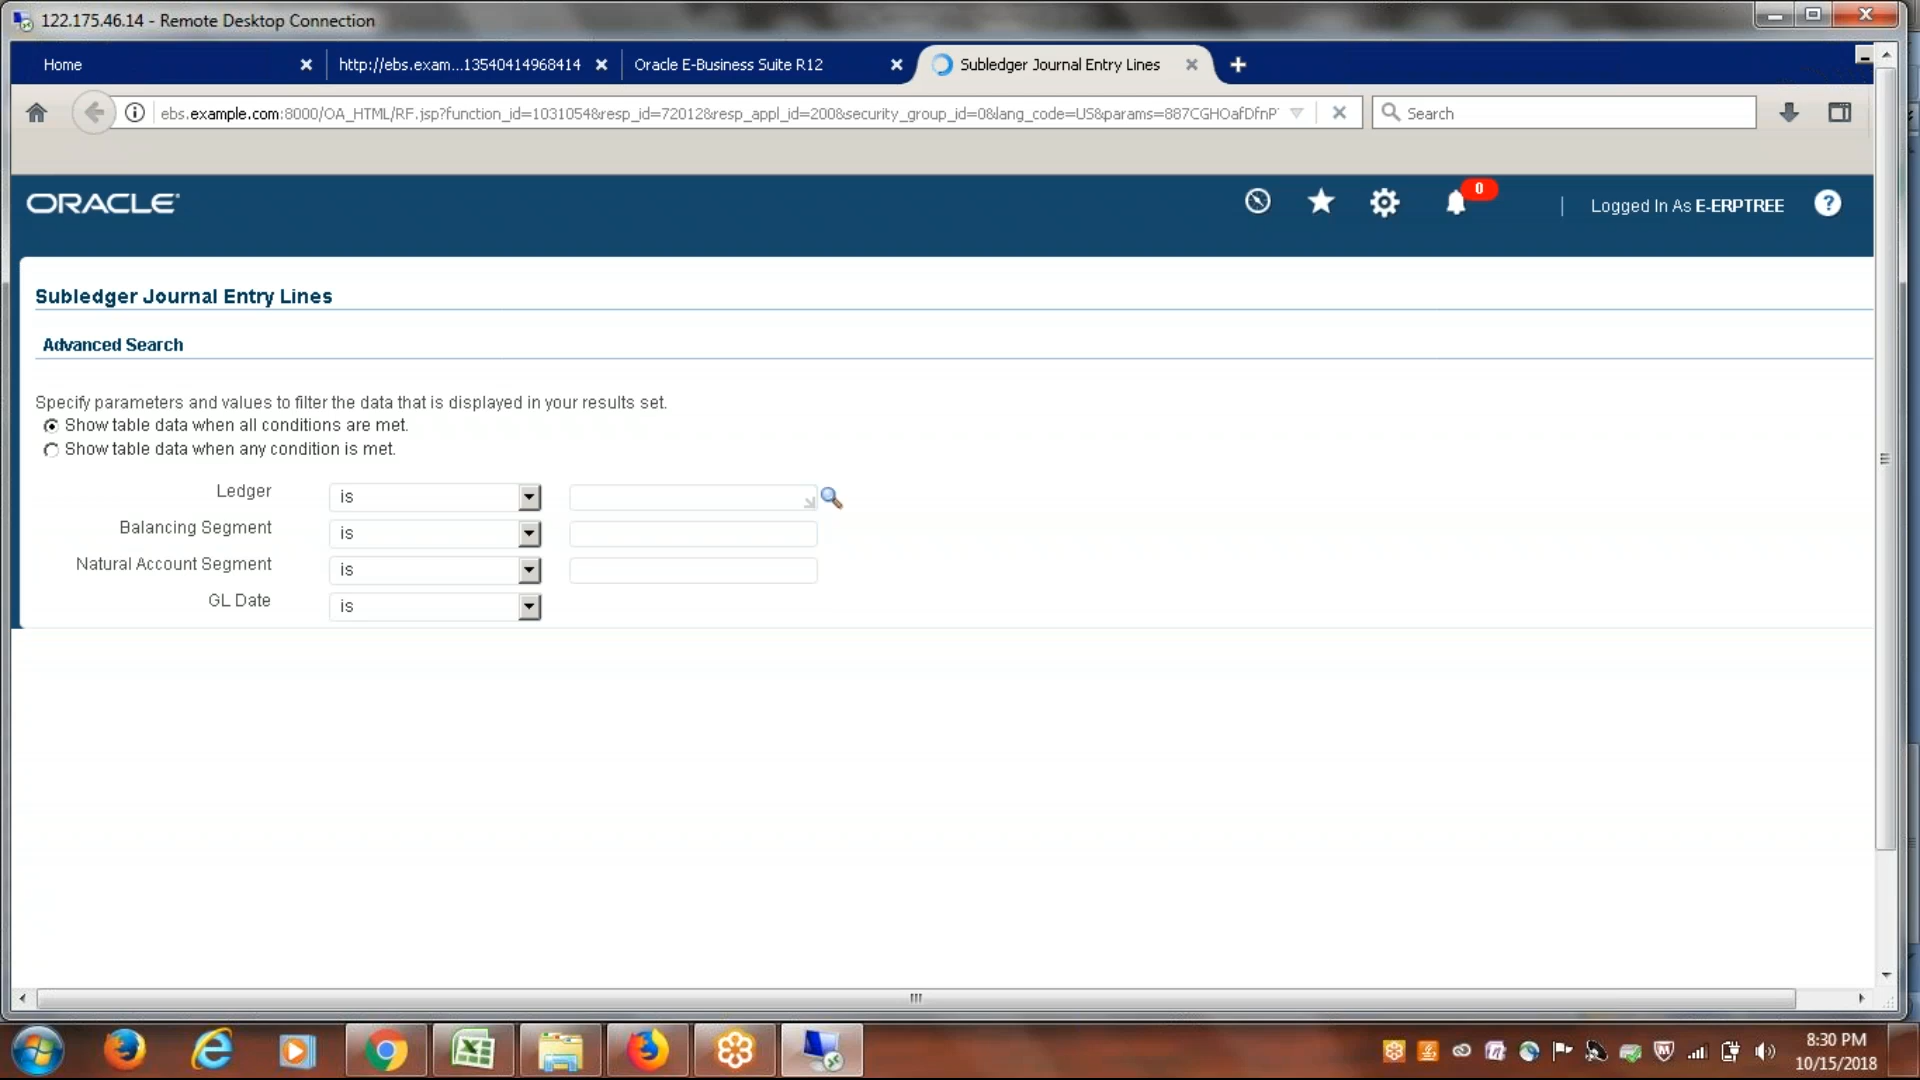 122.175.46.14 - Remote Desktop Connection
Home
http://ebs.exam...13540414968414
Oracle E-Business Suite R12
Subledger Journal Entry Lines
ebs.example.com:8000/OA_HTML/RF.jsp?function_id=1031054&resp_id=72012&resp_appl_id=200&security_group_id=0&lang_code=US&params=887CGHOafDfnP
Search
ORACLE
0
Logged In As E-ERPTREE
?
Subledger Journal Entry Lines
Advanced Search
Specify parameters and values to filter the data that is displayed in your results set.
Show table data when all conditions are met.
Show table data when any condition is met.
Ledger is
Balancing Segment is
Natural Account Segment is
GL Date is
8:30 PM
10/15/2018